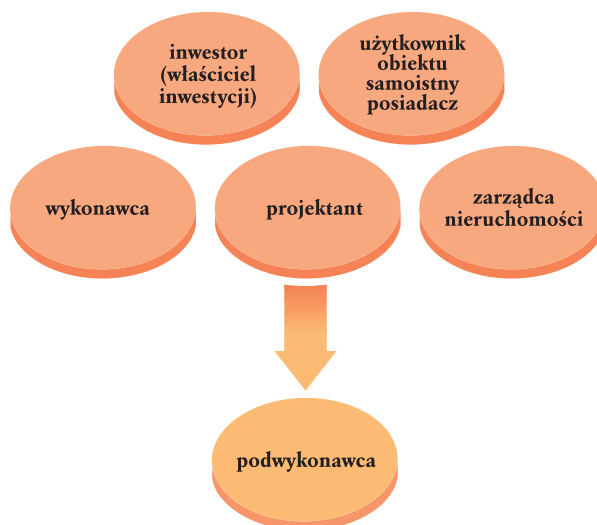 inwestor
(właściciel
inwestycji)
użytkownik
obiektu
samoistny
posiadacz
wykonawca
projektant
zarządca
nieruchomości
podwykonawca